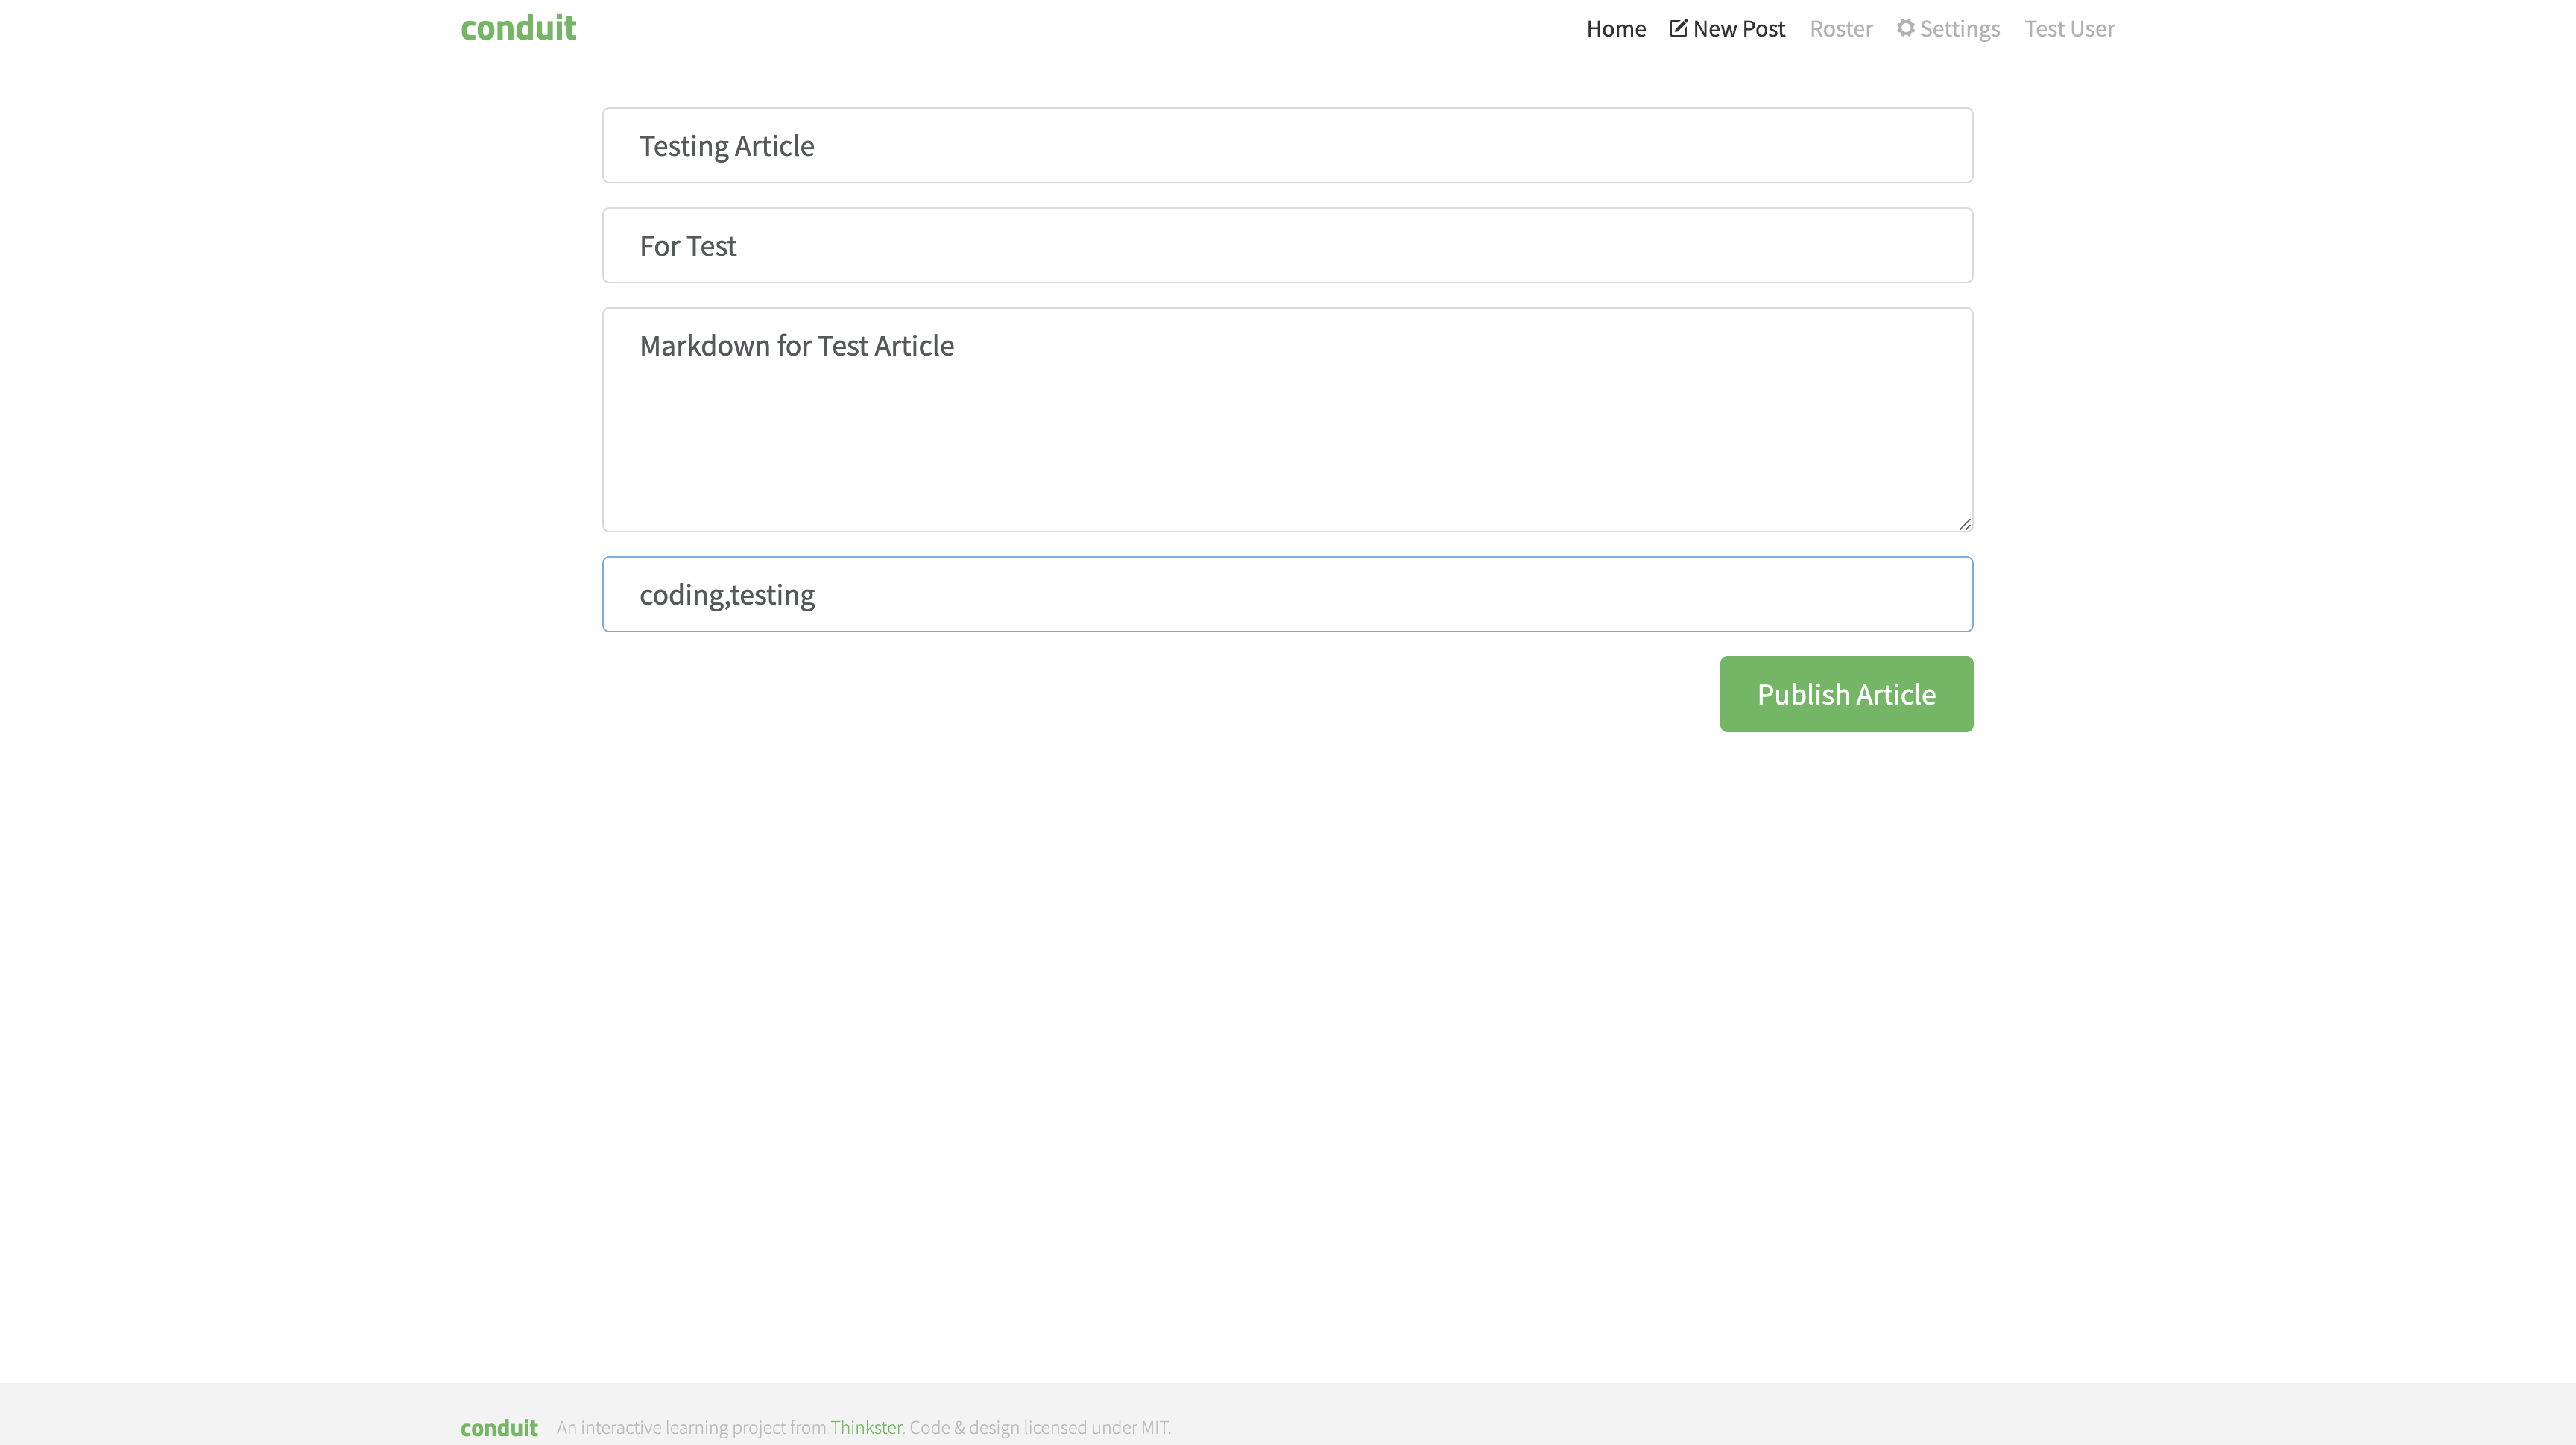 conduit
Home New Post Roster Settings Test User
Testing Article
For Test
Markdown for Test Article
coding,testing
Publish Article
conduit An interactive learning project from Thinkster. Code & design licensed under MIT.